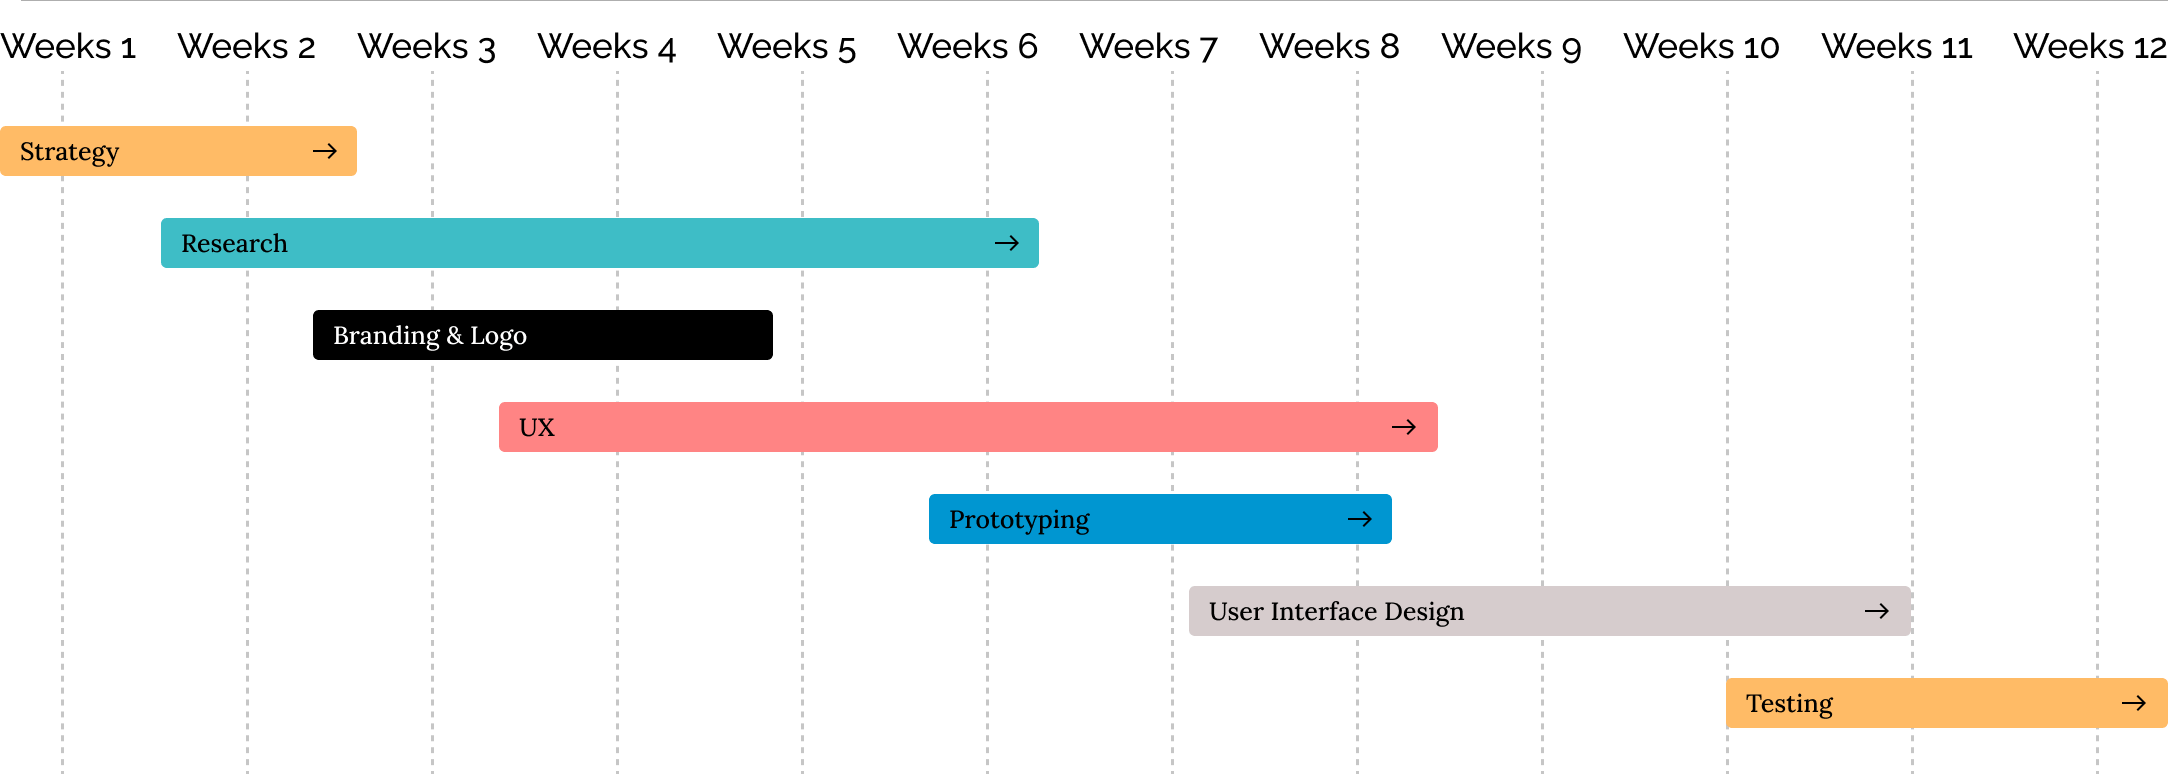 Weeks 1 Weeks 2 Weeks 3 Weeks 4 Weeks 5 Weeks 6 Weeks 7 Weeks 8 Weeks 9 Weeks 10 Weeks 11 Weeks 12
Strategy
Research
Branding & Logo
UX
Prototyping
User Interface Design
Testing